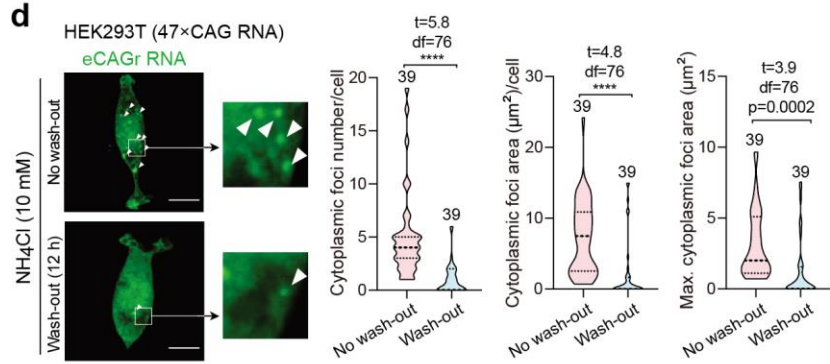 d
HEK293T (47×CAG RNA)
eCAGr RNA
NH4Cl (10 mM)
No wash-out
Wash-out (12 h)
t=5.8
df=76
****
Cytoplasmic foci number/cell
20
15
10
5
0
39
39
No wash-out
Wash-out
t=4.8
df=76
****
Cytoplasmic foci area (µm²)/cell
30
20
10
0
39
39
No wash-out
Wash-out
t=3.9
df=76
p=0.0002
Max. cytoplasmic foci area (µm²)
15
10
5
0
39
39
No wash-out
Wash-out